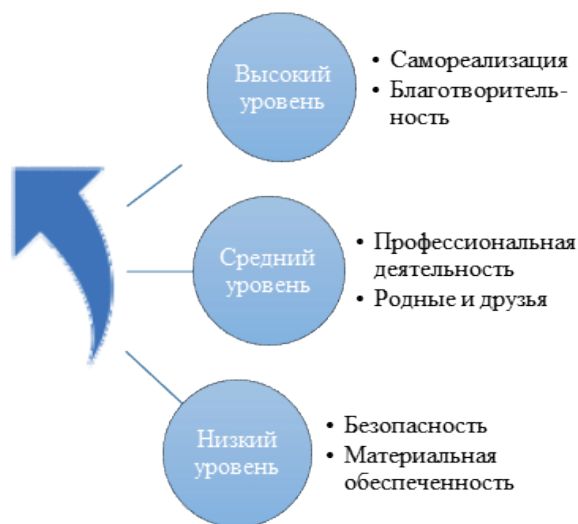 Высокий
уровень
• Самореализация
• Благотворитель-
ность
Средний
уровень
• Профессиональная
деятельность
• Родные и друзья
Низкий
уровень
• Безопасность
• Материальная
обеспеченность